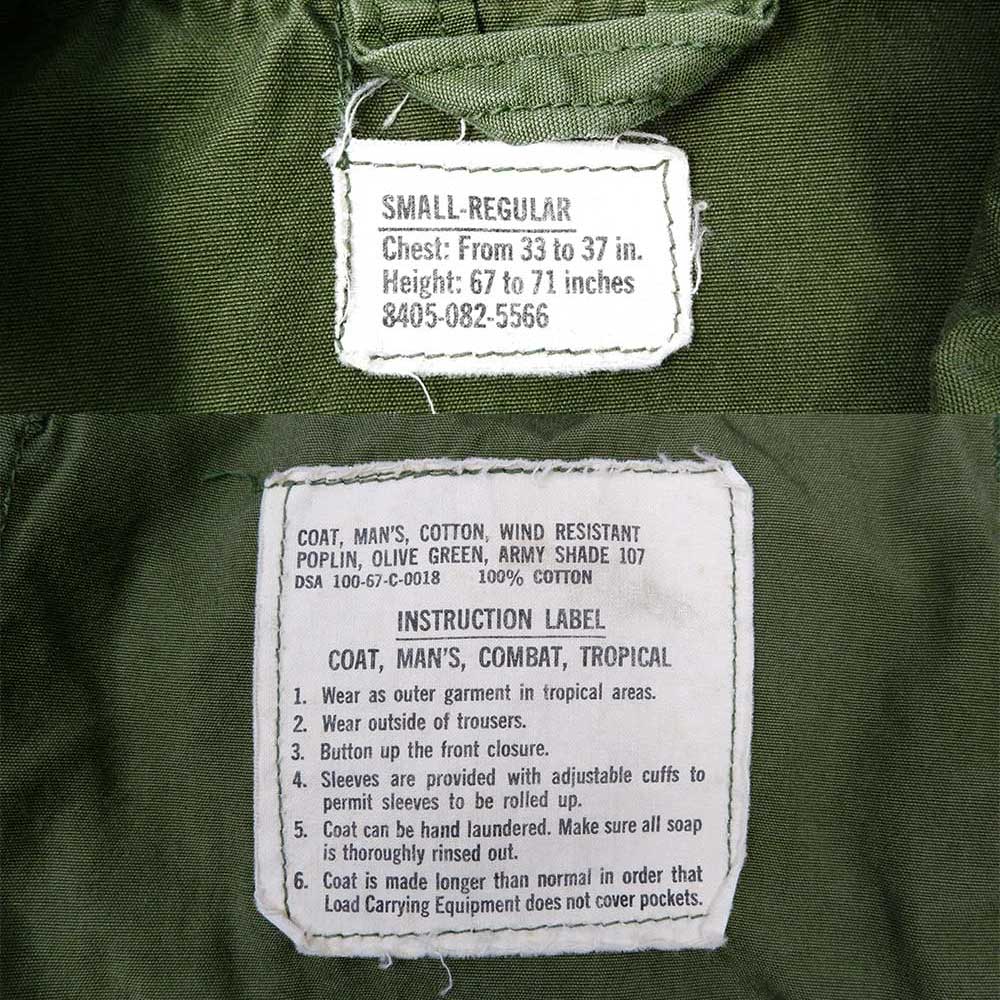 SMALL-REGULAR
Chest: From 33 to 37 in.
Height: 67 to 71 inches
8405-082-5566
COAT, MAN'S, COTTON, WIND RESISTANT
POPLIN, OLIVE GREEN, ARMY SHADE 107
DSA 100-67-C-0018 100% COTTON
INSTRUCTION LABEL
COAT, MAN'S, COMBAT, TROPICAL
1. Wear as outer garment in tropical areas.
2. Wear outside of trousers.
3. Button up the front closure.
4. Sleeves are provided with adjustable cuffs to
permit sleeves to be rolled up.
5. Coat can be hand laundered. Make sure all soap
is thoroughly rinsed out.
6. Coat is made longer than normal in order that
Load Carrying Equipment does not cover pockets.